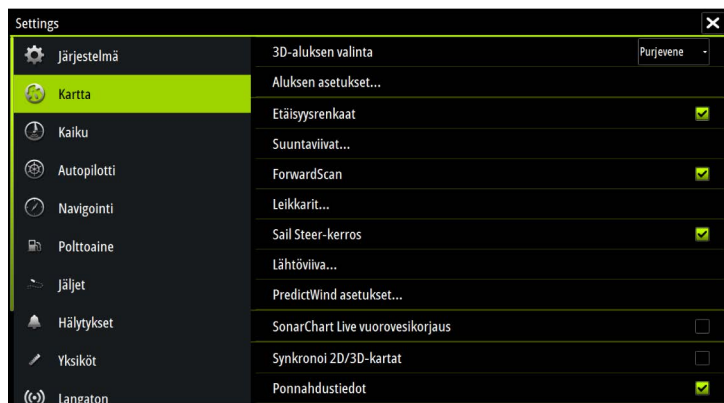 Settings
Järjestelmä
Kartta
Kaiku
Autopilotti
Navigointi
Polttoaine
Jäljet
Hälytykset
Yksiköt
Langaton
3D-aluksen valinta Purjevene
Aluksen asetukset...
Etäisyysrenkaat
Suuntaviivat...
ForwardScan
Leikkarit...
Sail Steer-kerros
Lähtöviiva...
PredictWind asetukset...
SonarChart Live vuorovesikorjaus
Synkronoi 2D/3D-kartat
Ponnahdustiedot